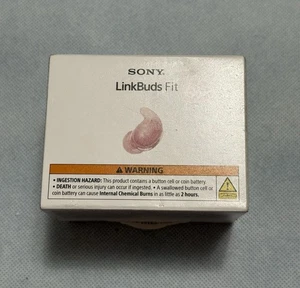 SONY
LinkBuds Fit
WARNING
• INGESTION HAZARD: This product contains a button cell or coin battery.
• DEATH or serious injury can occur if ingested. • A swallowed button cell or
coin battery can cause Internal Chemical Burns in as little as 2 hours.